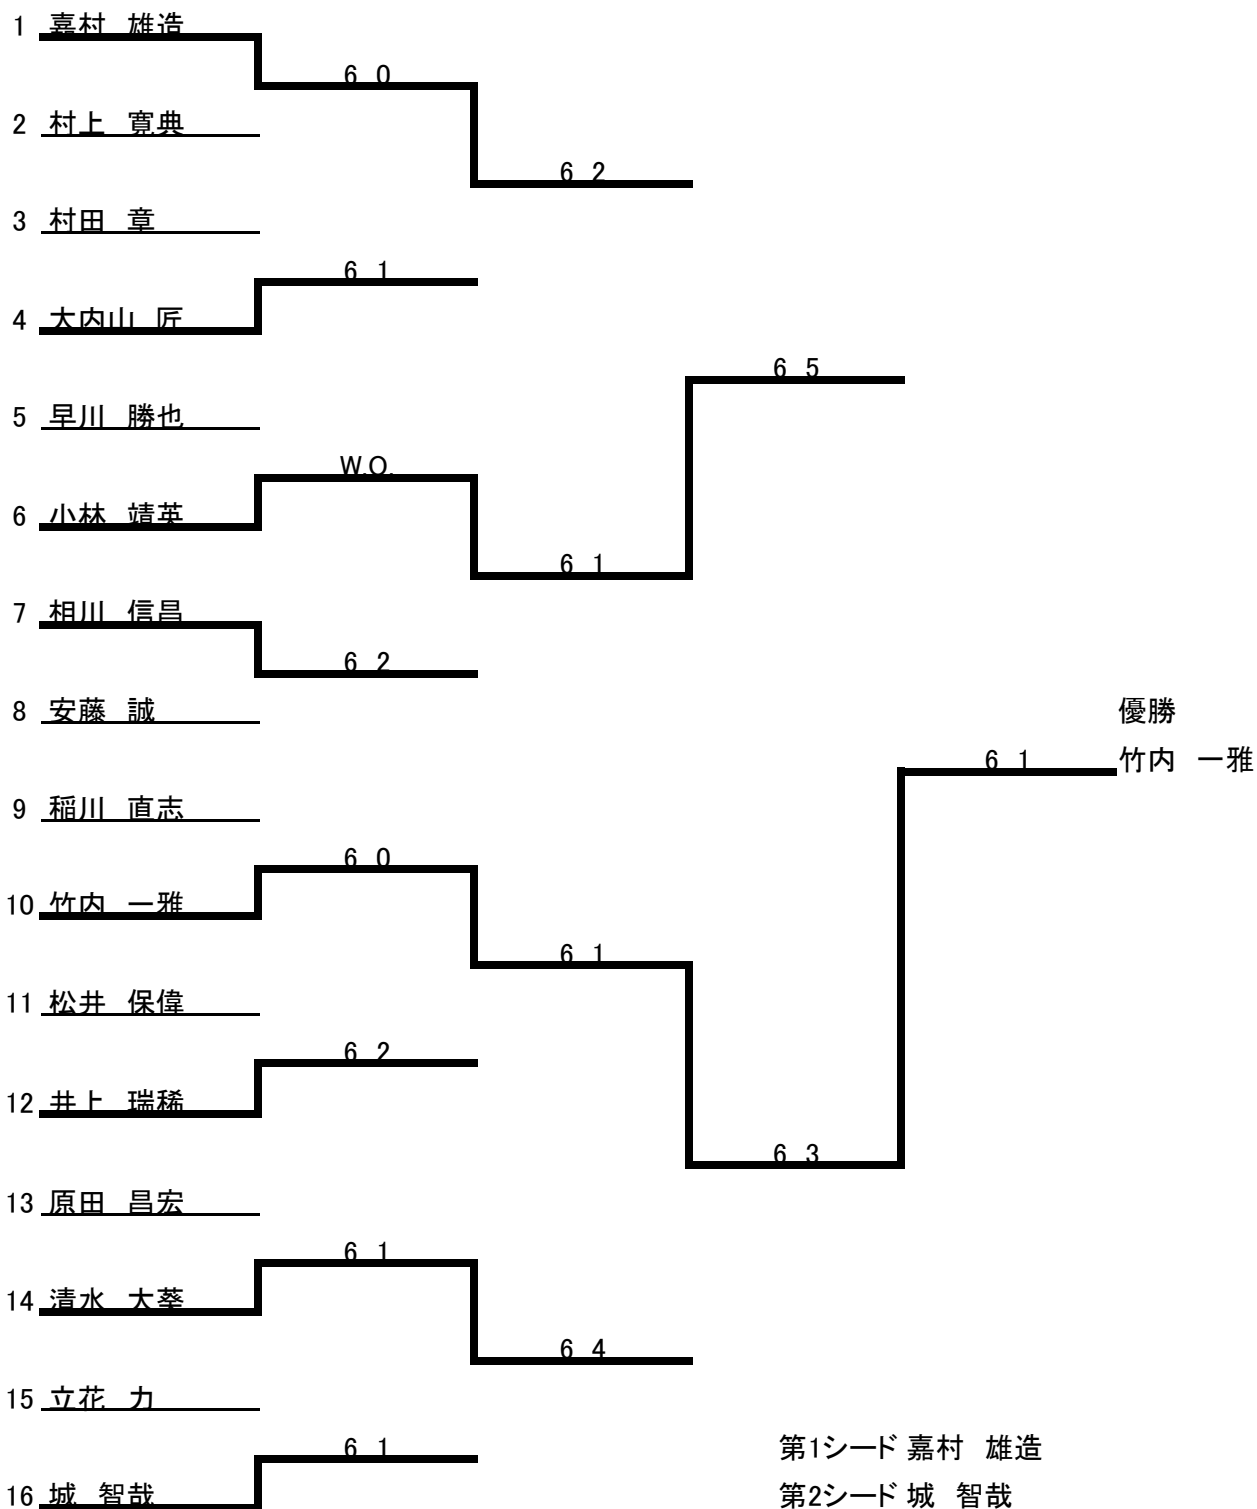 1 嘉村 雄造
6 0
2 村上 寛典
6 2
3 村田 章
6 1
4 大内山 匠
6 5
5 早川 勝也
W.O.
6 小林 靖英
6 1
7 相川 信昌
6 2
8 安藤 誠
優勝
6 1 竹内 一雅
9 稲川 直志
6 0
10 竹内 一雅
6 1
11 松井 保偉
6 2
12 井上 瑞稀
6 3
13 原田 昌宏
6 1
14 清水 大葵
6 4
15 立花 力
6 1 第1シード 嘉村 雄造
16 城 智哉 第2シード 城 智哉